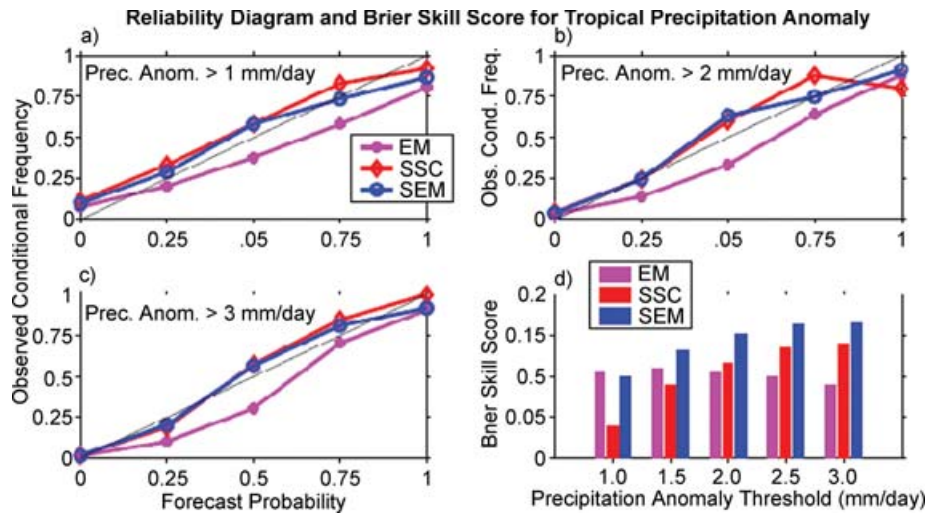 Reliability Diagram and Brier Skill Score for Tropical Precipitation Anomaly
a)
Prec. Anom. > 1 mm/day
Observed Conditional Frequency
1
0.75
0.5
0.25
0
0 0.25 .05 0.75 1
EM
SSC
SEM
b)
Prec. Anom. > 2 mm/day
Obs. Cond. Freq.
1
0.75
0.5
0.25
0
0 0.25 .05 0.75 1
c)
Prec. Anom. > 3 mm/day
Observed Conditional Frequency
1
0.75
0.5
0.25
0
0 0.25 0.5 0.75 1
Forecast Probability
d)
EM
SSC
SEM
Bner Skill Score
0.2
0.15
0.5
0.05
0
1.0 1.5 2.0 2.5 3.0
Precipitation Anomaly Threshold (mm/day)